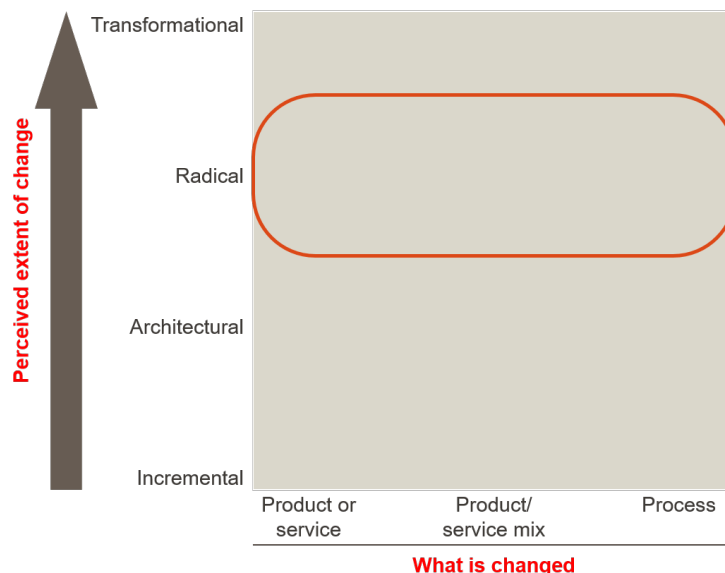 Transformational
Radical
Architectural
Incremental
Perceived extent of change
Product or
service
Product/
service mix
Process
What is changed